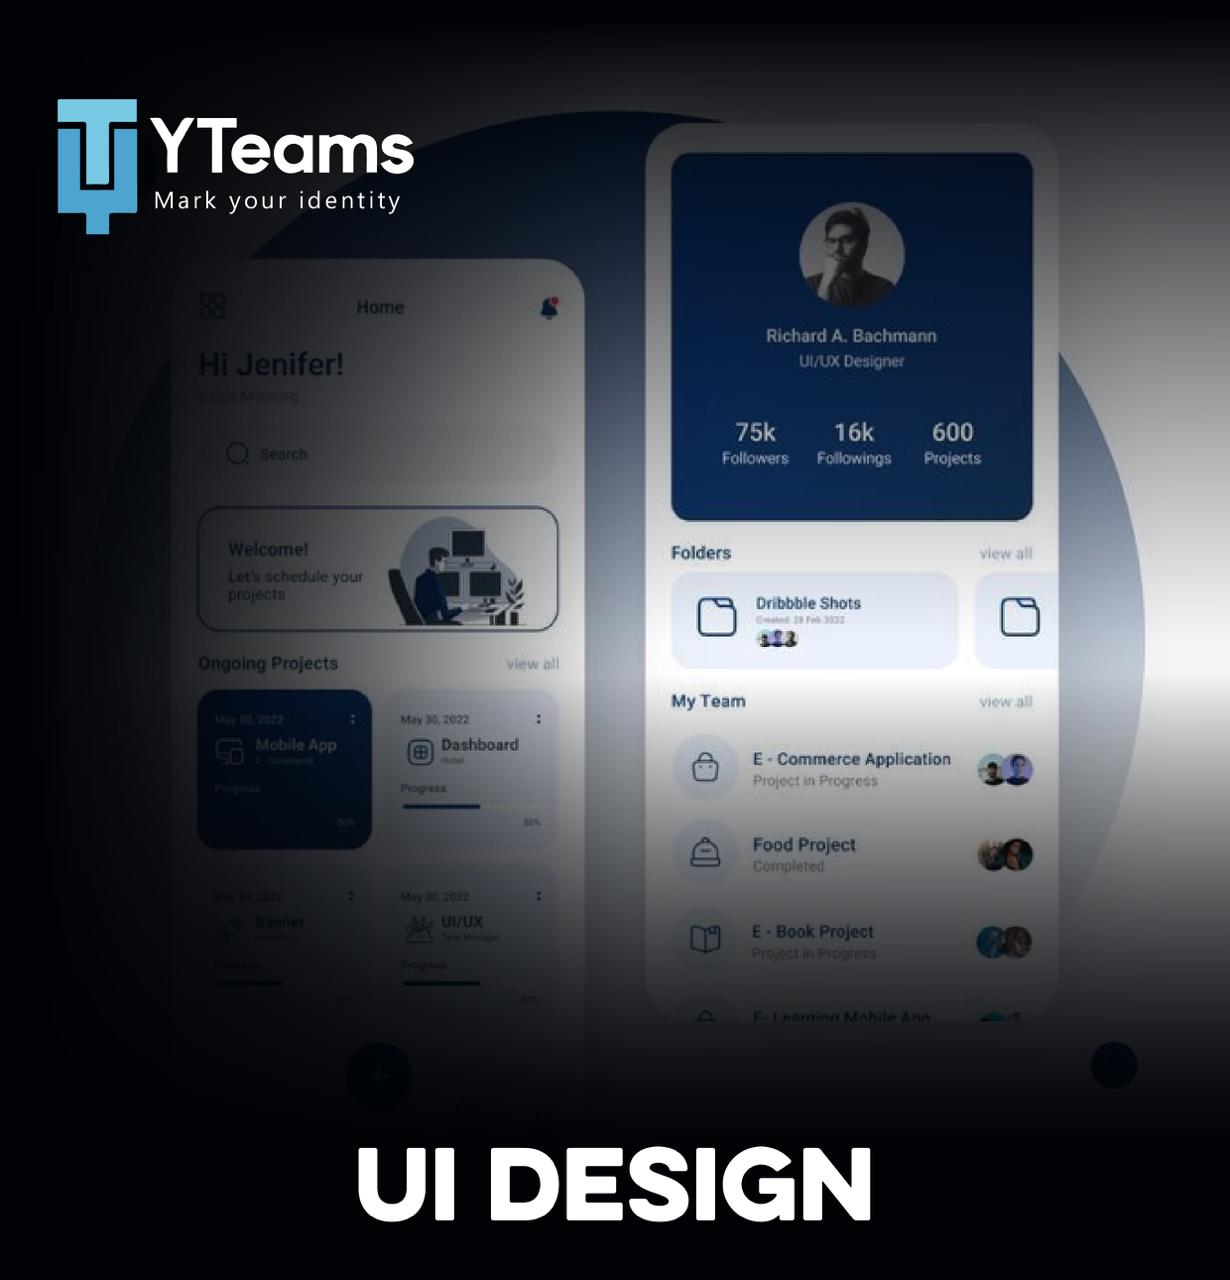 YTeams
Mark your identity
Home
Hi Jenifer!
Good Morning
Search
Welcome!
Let's schedule your
projects
Ongoing Projects
view all
May 30, 2022
Mobile App
E - Commerce
Progress
50%
May 30, 2022
Dashboard
Hotel
Progress
50%
May 30, 2022
Banner
Marketing
Progress
May 30, 2022
UI/UX
Task Manager
Progress
Richard A. Bachmann
UI/UX Designer
75k
Followers
16k
Followings
600
Projects
Folders
view all
Dribbble Shots
Created: 28 Feb 2022
My Team
view all
E - Commerce Application
Project in Progress
Food Project
Completed
E - Book Project
Project in Progress
E- Learning Mobile App
UI DESIGN